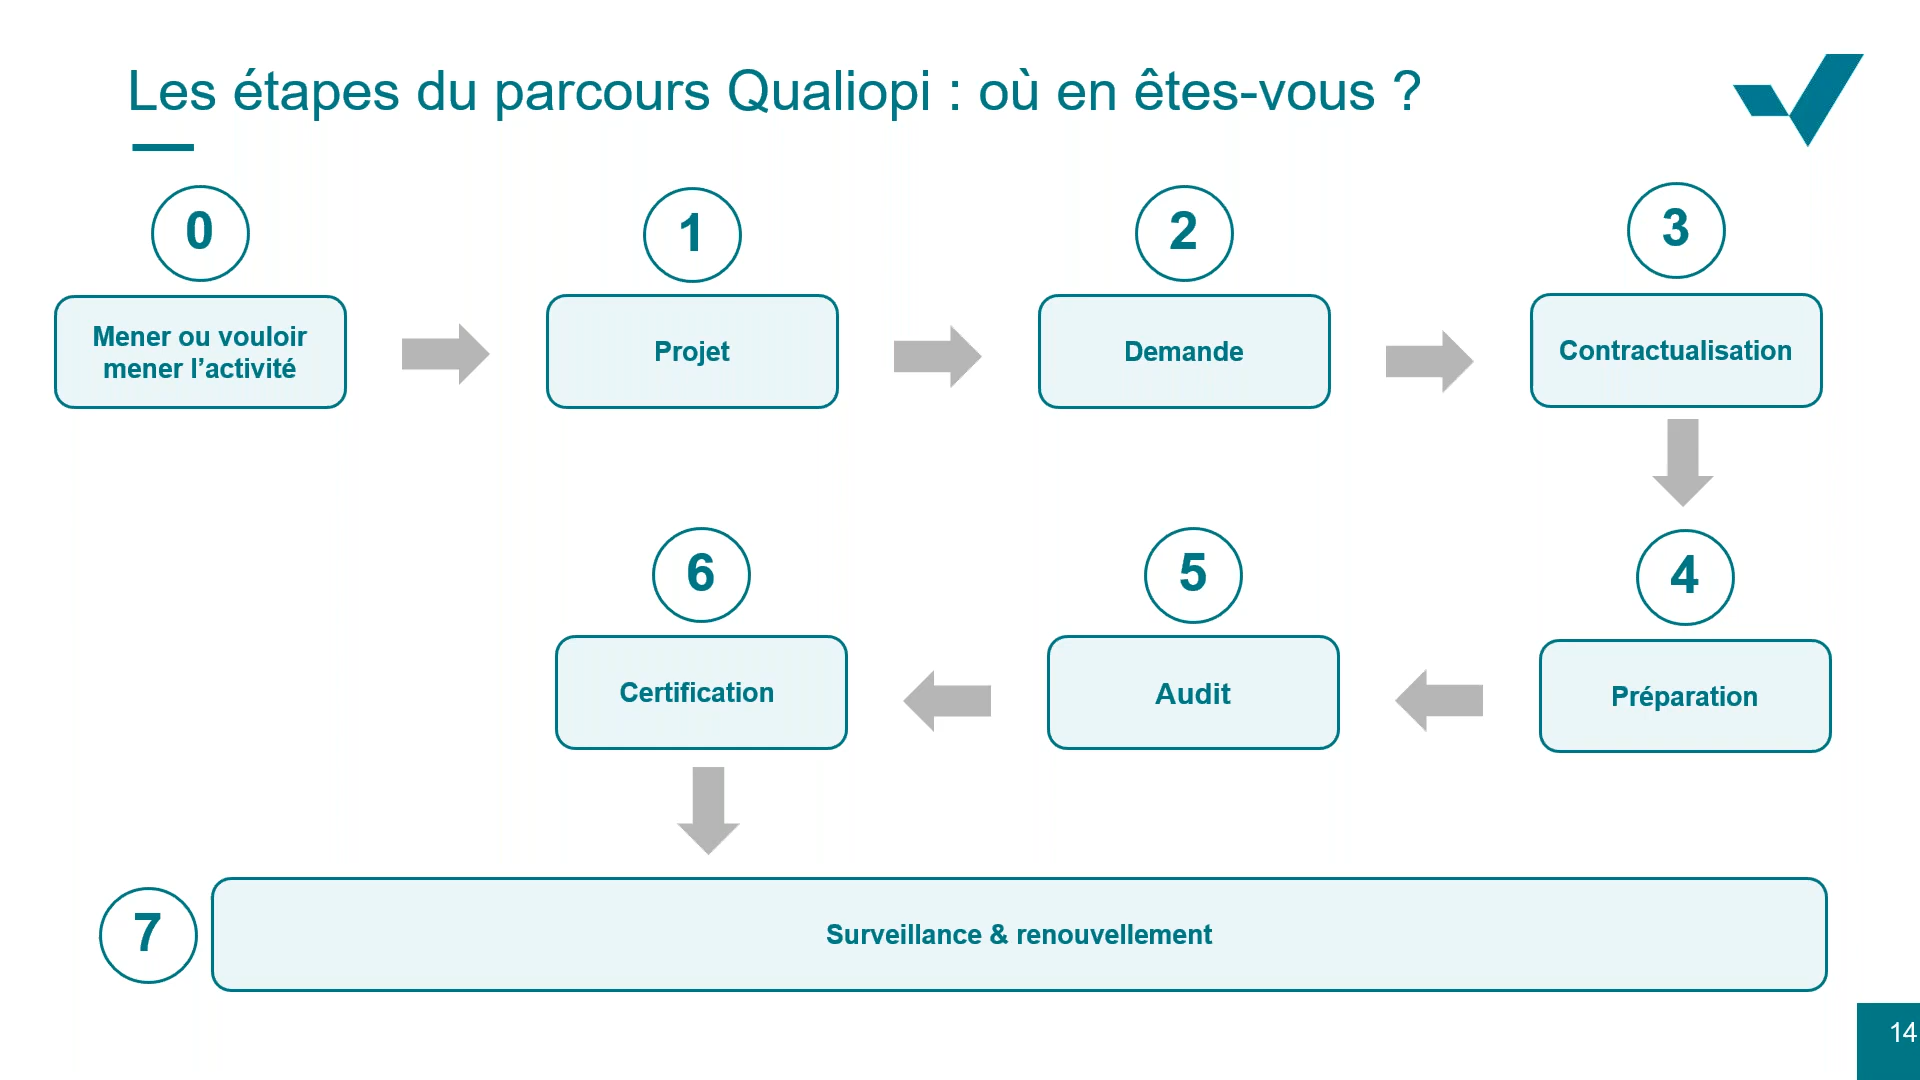 Les étapes du parcours Qualiopi : où en êtes-vous ?
0
Mener ou vouloir
mener l’activité
1
Projet
2
Demande
3
Contractualisation
4
Préparation
5
Audit
6
Certification
7
Surveillance & renouvellement
14